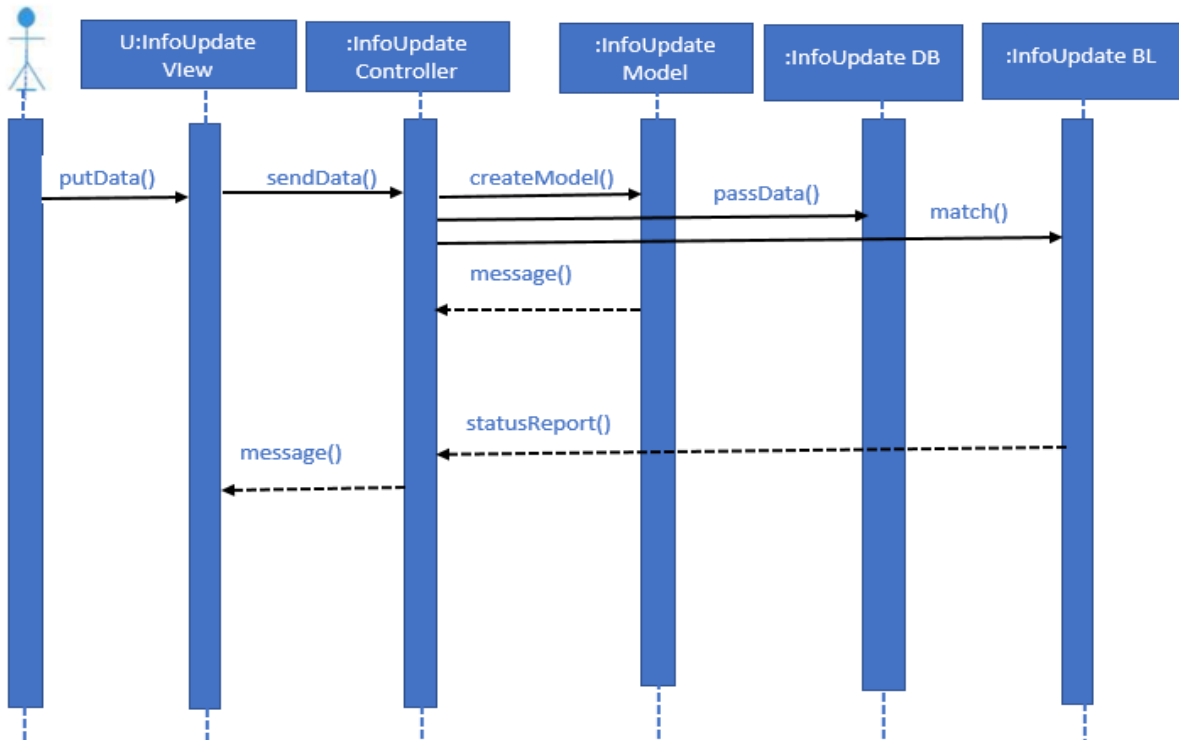 U:InfoUpdate
VIew
:InfoUpdate
Controller
:InfoUpdate
Model
:InfoUpdate DB
:InfoUpdate BL
putData()
sendData()
createModel()
passData()
match()
message()
statusReport()
message()